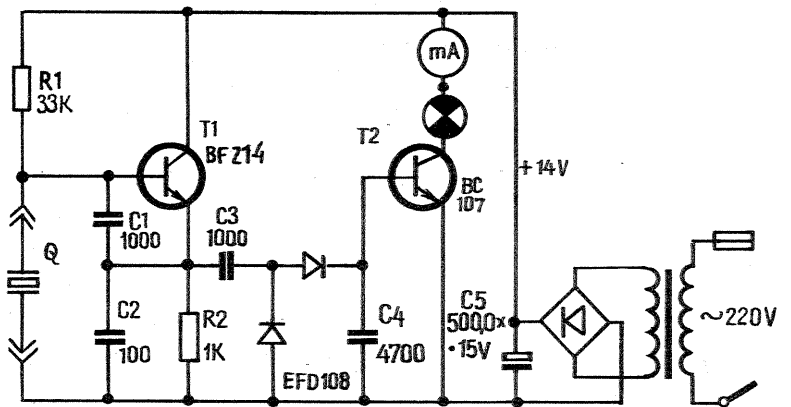 mA
R1
33K
T1
BF214
T2
BC
107
+14V
C1
1000
C3
1000
Q
C2
100
R2
1K
EFD108
C4
4700
C5
500,0x
·15V
~220V